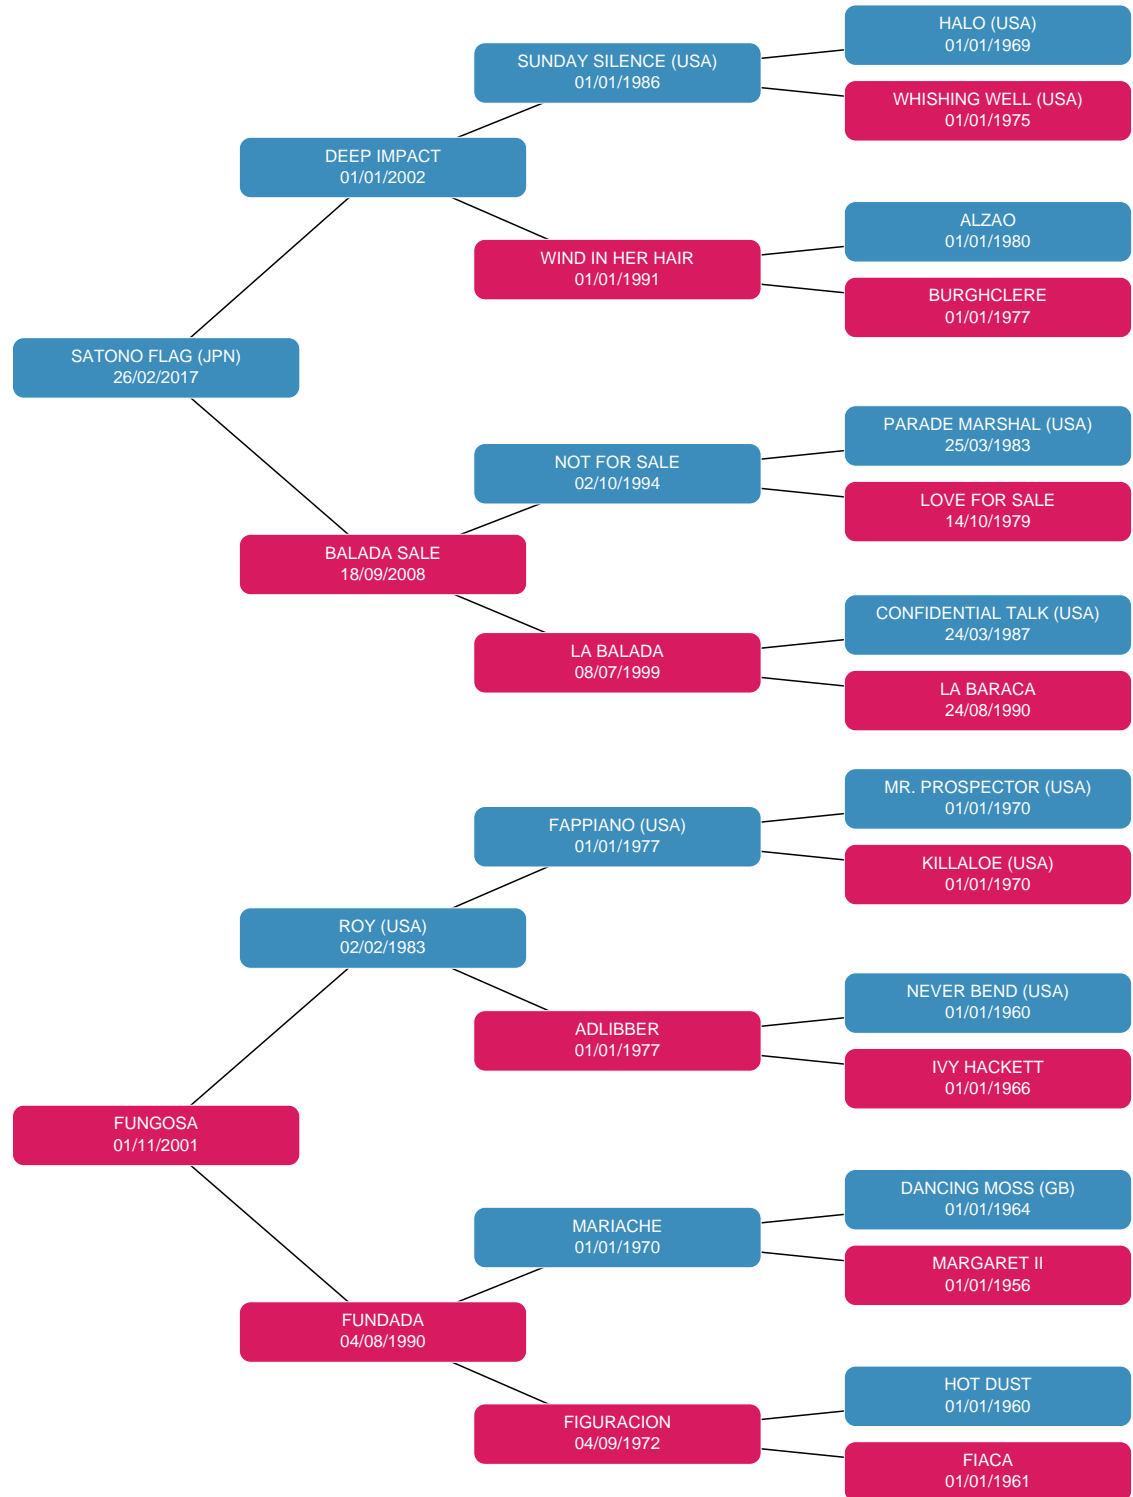 HALO (USA)
01/01/1969
SUNDAY SILENCE (USA)
01/01/1986
WHISHING WELL (USA)
01/01/1975
DEEP IMPACT
01/01/2002
ALZAO
01/01/1980
WIND IN HER HAIR
01/01/1991
BURGHCLERE
01/01/1977
SATONO FLAG (JPN)
26/02/2017
PARADE MARSHAL (USA)
25/03/1983
NOT FOR SALE
02/10/1994
LOVE FOR SALE
14/10/1979
BALADA SALE
18/09/2008
CONFIDENTIAL TALK (USA)
24/03/1987
LA BALADA
08/07/1999
LA BARACA
24/08/1990
MR. PROSPECTOR (USA)
01/01/1970
FAPPIANO (USA)
01/01/1977
KILLALOE (USA)
01/01/1970
ROY (USA)
02/02/1983
NEVER BEND (USA)
01/01/1960
ADLIBBER
01/01/1977
IVY HACKETT
01/01/1966
FUNGOSA
01/11/2001
DANCING MOSS (GB)
01/01/1964
MARIACHE
01/01/1970
MARGARET II
01/01/1956
FUNDADA
04/08/1990
HOT DUST
01/01/1960
FIGURACION
04/09/1972
FIACA
01/01/1961